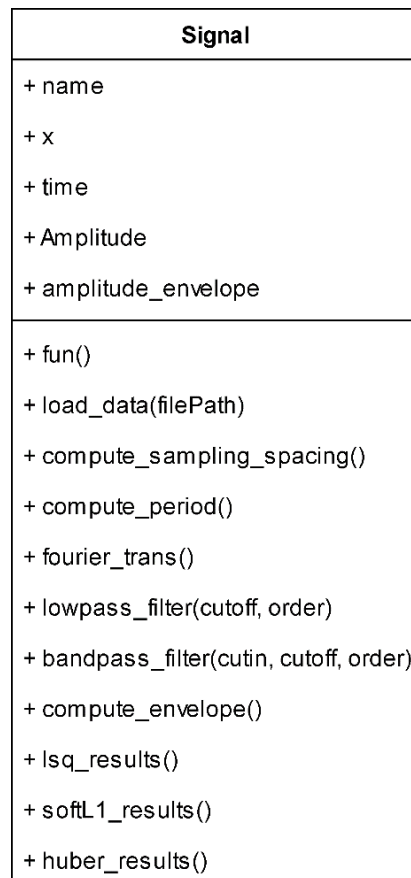 Signal
+ name
+ x
+ time
+ Amplitude
+ amplitude_envelope
+ fun()
+ load_data(filePath)
+ compute_sampling_spacing()
+ compute_period()
+ fourier_trans()
+ lowpass_filter(cutoff, order)
+ bandpass_filter(cutin, cutoff, order)
+ compute_envelope()
+ lsq_results()
+ softL1_results()
+ huber_results()